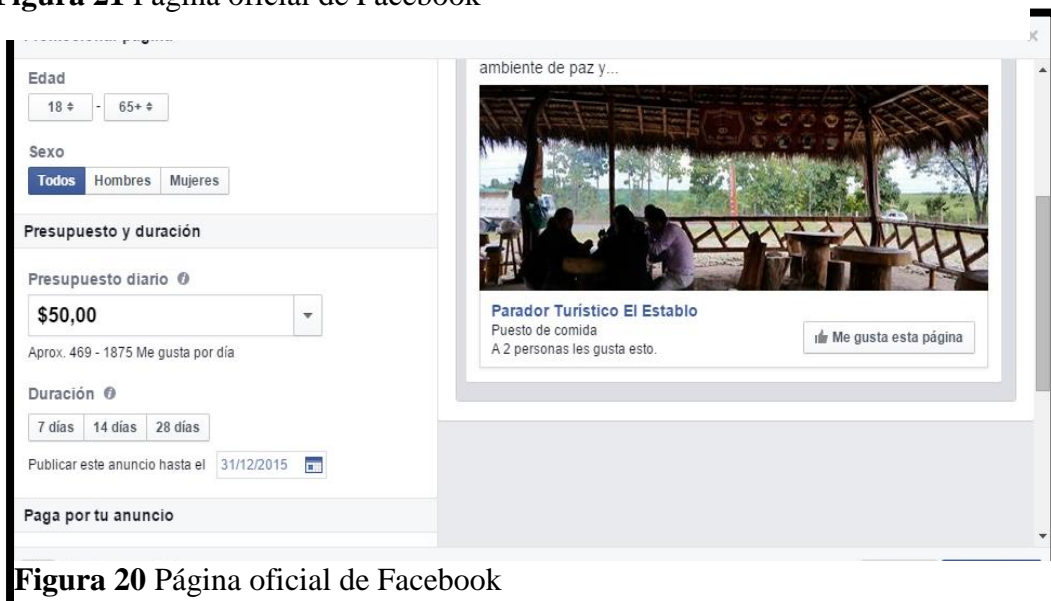 Figura 21 Página oficial de Facebook
Edad
18 - 65+
Sexo
Todos Hombres Mujeres
Presupuesto y duración
Presupuesto diario
$50,00
Aprox. 469 - 1875 Me gusta por día
Duración
7 días 14 días 28 días
Publicar este anuncio hasta el 31/12/2015
Paga por tu anuncio
ambiente de paz y...
Parador Turístico El Establo
Puesto de comida
A 2 personas les gusta esto.
Me gusta esta página
Figura 20 Página oficial de Facebook